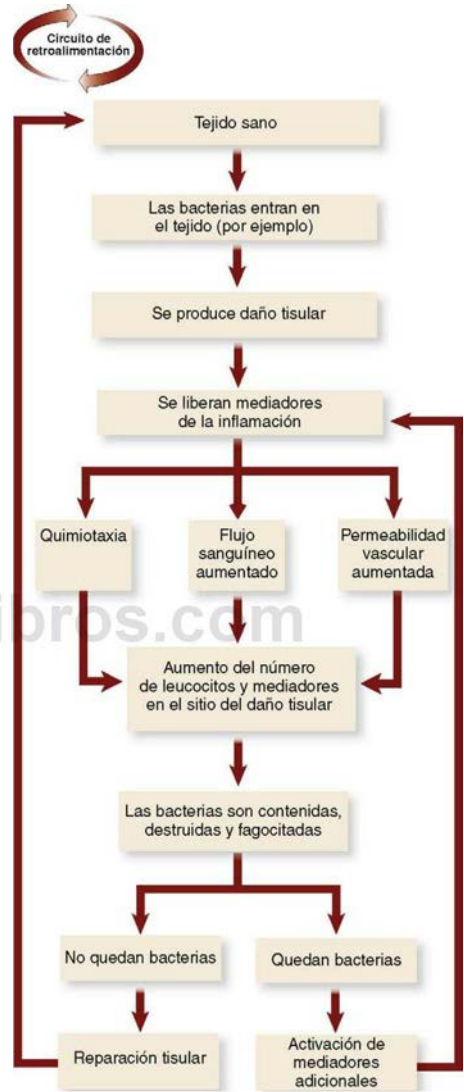 Circuito de
retroalimentación
Tejido sano
Las bacterias entran en
el tejido (por ejemplo)
Se produce daño tisular
Se liberan mediadores
de la inflamación
Quimiotaxia
Flujo
sanguíneo
aumentado
Permeabilidad
vascular
aumentada
ibros.com
Aumento del número
de leucocitos y mediadores
en el sitio del daño tisular
Las bacterias son contenidas,
destruidas y fagocitadas
No quedan bacterias
Quedan bacterias
Reparación tisular
Activación de
mediadores
adicionales